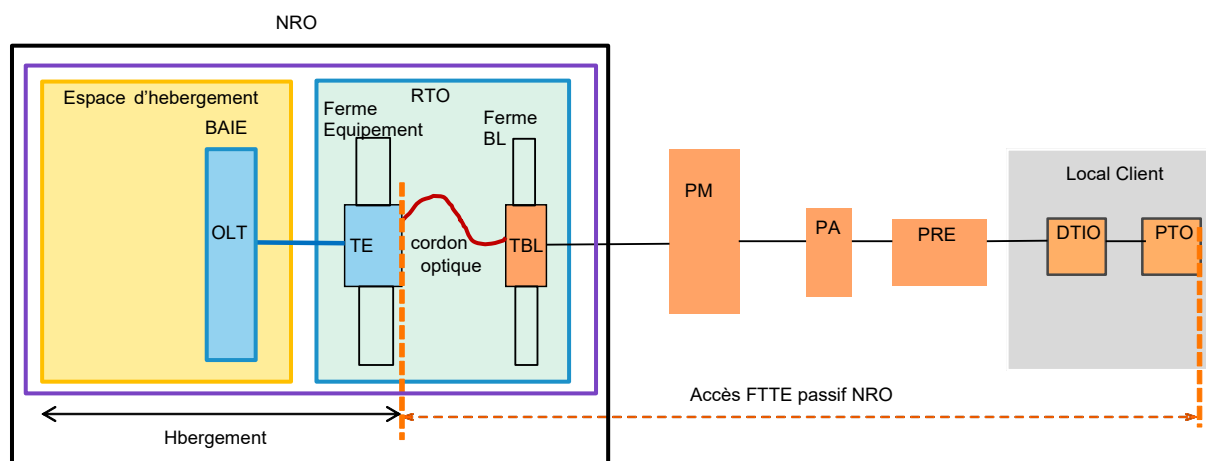 NRO
Espace d'hebergement
BAIE
OLT
RTO
Ferme
Equipement
Ferme
BL
TE
cordon
optique
TBL
PM
PA
PRE
Local Client
DTIO
PTO
Accès FTTE passif NRO
Hbergement